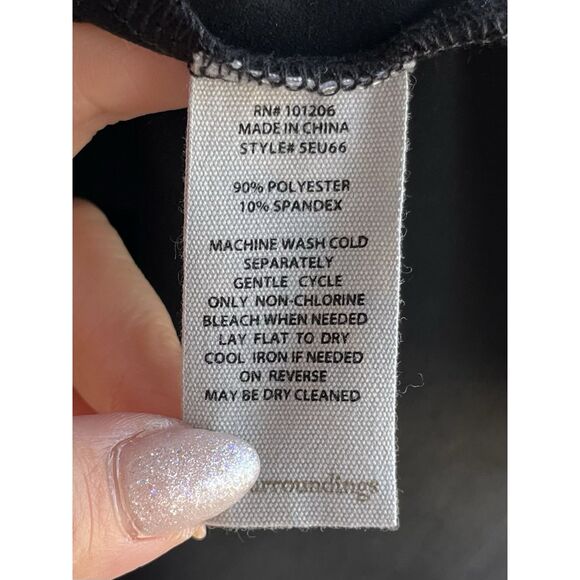 RN# 101206
MADE IN CHINA
STYLE# 5EU66
90% POLYESTER
10% SPANDEX
MACHINE WASH COLD
SEPARATELY
GENTLE CYCLE
ONLY NON-CHLORINE
BLEACH WHEN NEEDED
LAY FLAT TO DRY
COOL IRON IF NEEDED
ON REVERSE
MAY BE DRY CLEANED